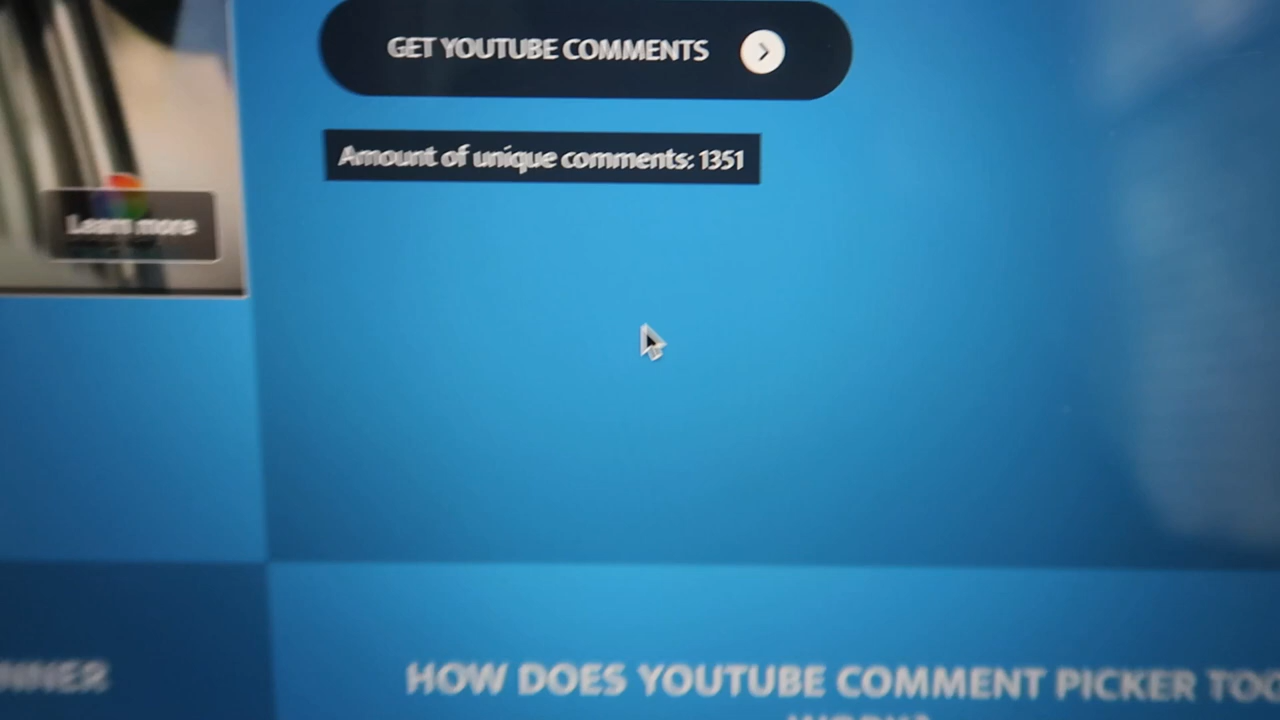 GET YOUTUBE COMMENTS
Amount of unique comments: 1351
Learn more
HOW DOES YOUTUBE COMMENT PICKER TOO